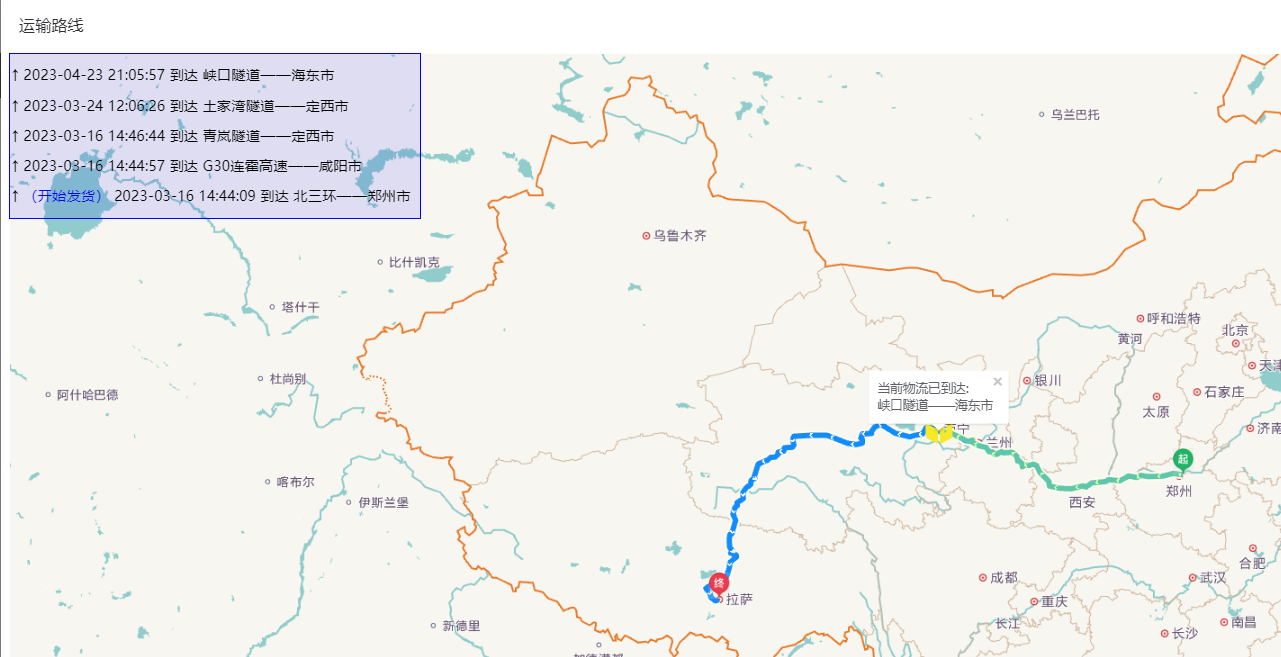 运输路线
↑ 2023-04-23 21:05:57 到达 峡口隧道——海东市
↑ 2023-03-24 12:06:26 到达 土家湾隧道——定西市
↑ 2023-03-16 14:46:44 到达 青岚隧道——定西市
↑ 2023-03-16 14:44:57 到达 G30连霍高速——咸阳市
↑ （开始发货） 2023-03-16 14:44:09 到达 北三环——郑州市
乌兰巴托
乌鲁木齐
比什凯克
塔什干
呼和浩特
北京
黄河
天津
杜尚别
阿什哈巴德
当前物流已到达:
峡口隧道——海东市
×
银川
石家庄
太原
宁
济南
兰州
起
郑州
喀布尔
伊斯兰堡
西安
合肥
终
拉萨
成都
武汉
重庆
长江
新德里
南昌
长沙